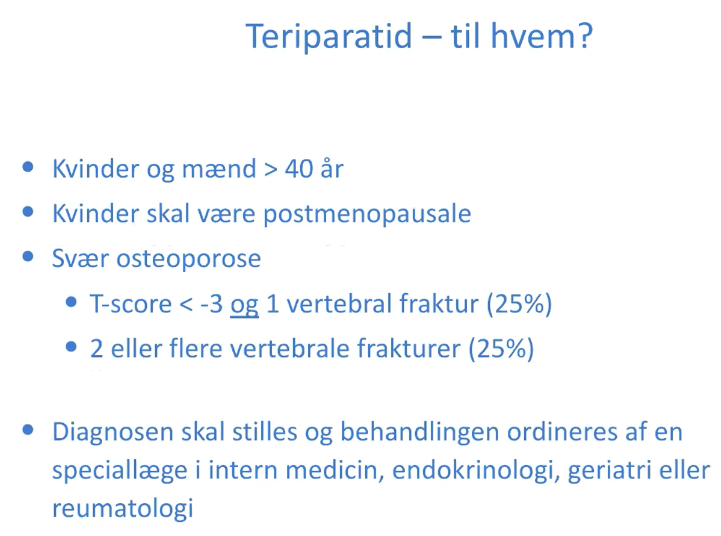 Teriparatid – til hvem?
• Kvinder og mænd > 40 år
• Kvinder skal være postmenopausale
• Svær osteoporose
• T-score < -3 og 1 vertebral fraktur (25%)
• 2 eller flere vertebrale frakturer (25%)
• Diagnosen skal stilles og behandlingen ordineres af en
speciallæge i intern medicin, endokrinologi, geriatri eller
reumatologi